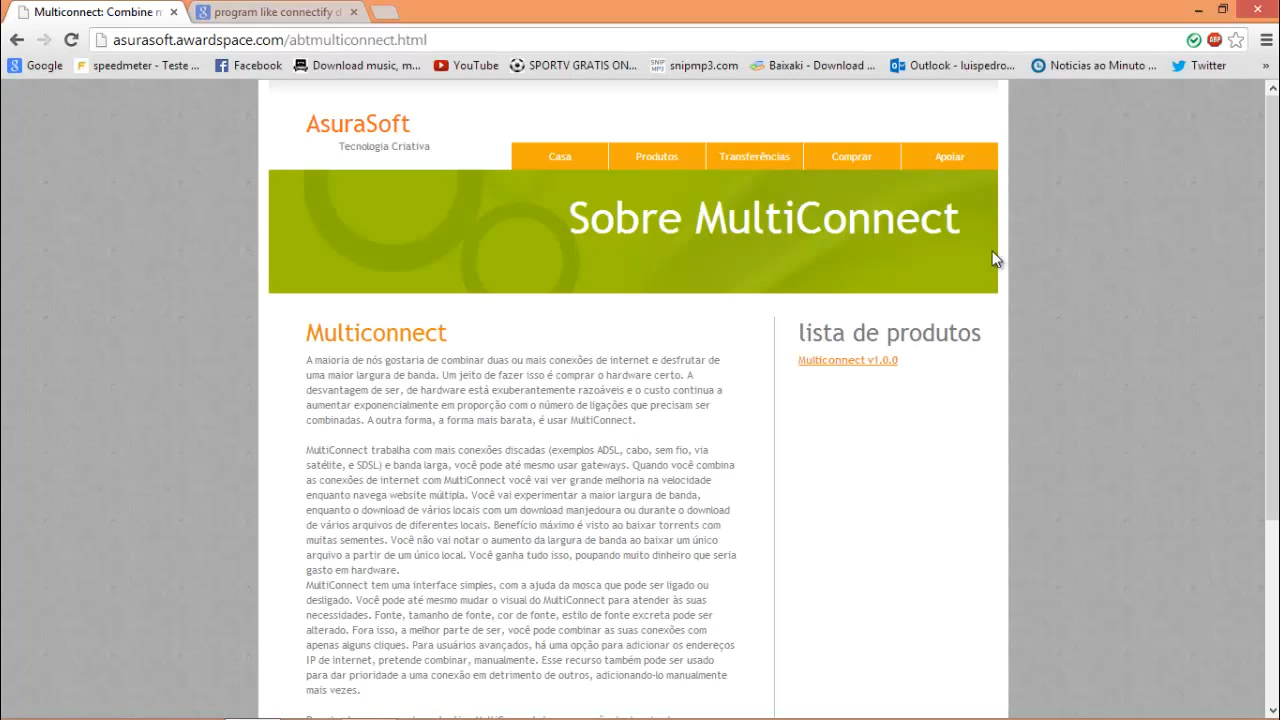 Multiconnect: Combine m
program like connectify d
asurasoft.awardspace.com/abtmulticonnect.html
ABP
Google
speedmeter - Teste ...
Facebook
Download music, m...
YouTube
SPORTV GRATIS ON...
snipmp3.com
Baixaki - Download ...
Outlook - luispedro...
Noticias ao Minuto ...
Twitter
»
AsuraSoft
Tecnologia Criativa
Casa
Produtos
Transferências
Comprar
Apoiar
Sobre MultiConnect
Multiconnect
A maioria de nós gostaria de combinar duas ou mais conexões de internet e desfrutar de
uma maior largura de banda. Um jeito de fazer isso é comprar o hardware certo. A
desvantagem de ser, de hardware está exuberantemente razoáveis e o custo continua a
aumentar exponencialmente em proporção com o número de ligações que precisam ser
combinadas. A outra forma, a forma mais barata, é usar MultiConnect.
MultiConnect trabalha com mais conexões discadas (exemplos ADSL, cabo, sem fio, via
satélite, e SDSL) e banda larga, você pode até mesmo usar gateways. Quando você combina
as conexões de internet com MultiConnect você vai ver grande melhoria na velocidade
enquanto navega website múltipla. Você vai experimentar a maior largura de banda,
enquanto o download de vários locais com um download manjedoura ou durante o download
de vários arquivos de diferentes locais. Benefício máximo é visto ao baixar torrents com
muitas sementes. Você não vai notar o aumento da largura de banda ao baixar um único
arquivo a partir de um único local. Você ganha tudo isso, poupando muito dinheiro que seria
gasto em hardware.
MultiConnect tem uma interface simples, com a ajuda da mosca que pode ser ligado ou
desligado. Você pode até mesmo mudar o visual do MultiConnect para atender às suas
necessidades. Fonte, tamanho de fonte, cor de fonte, estilo de fonte excreta pode ser
alterado. Fora isso, a melhor parte de ser, você pode combinar as suas conexões com
apenas alguns cliques. Para usuários avançados, há uma opção para adicionar os endereços
IP de internet, pretende combinar, manualmente. Esse recurso também pode ser usado
para dar prioridade a uma conexão em detrimento de outros, adicionando-lo manualmente
mais vezes.
lista de produtos
Multiconnect v1.0.0